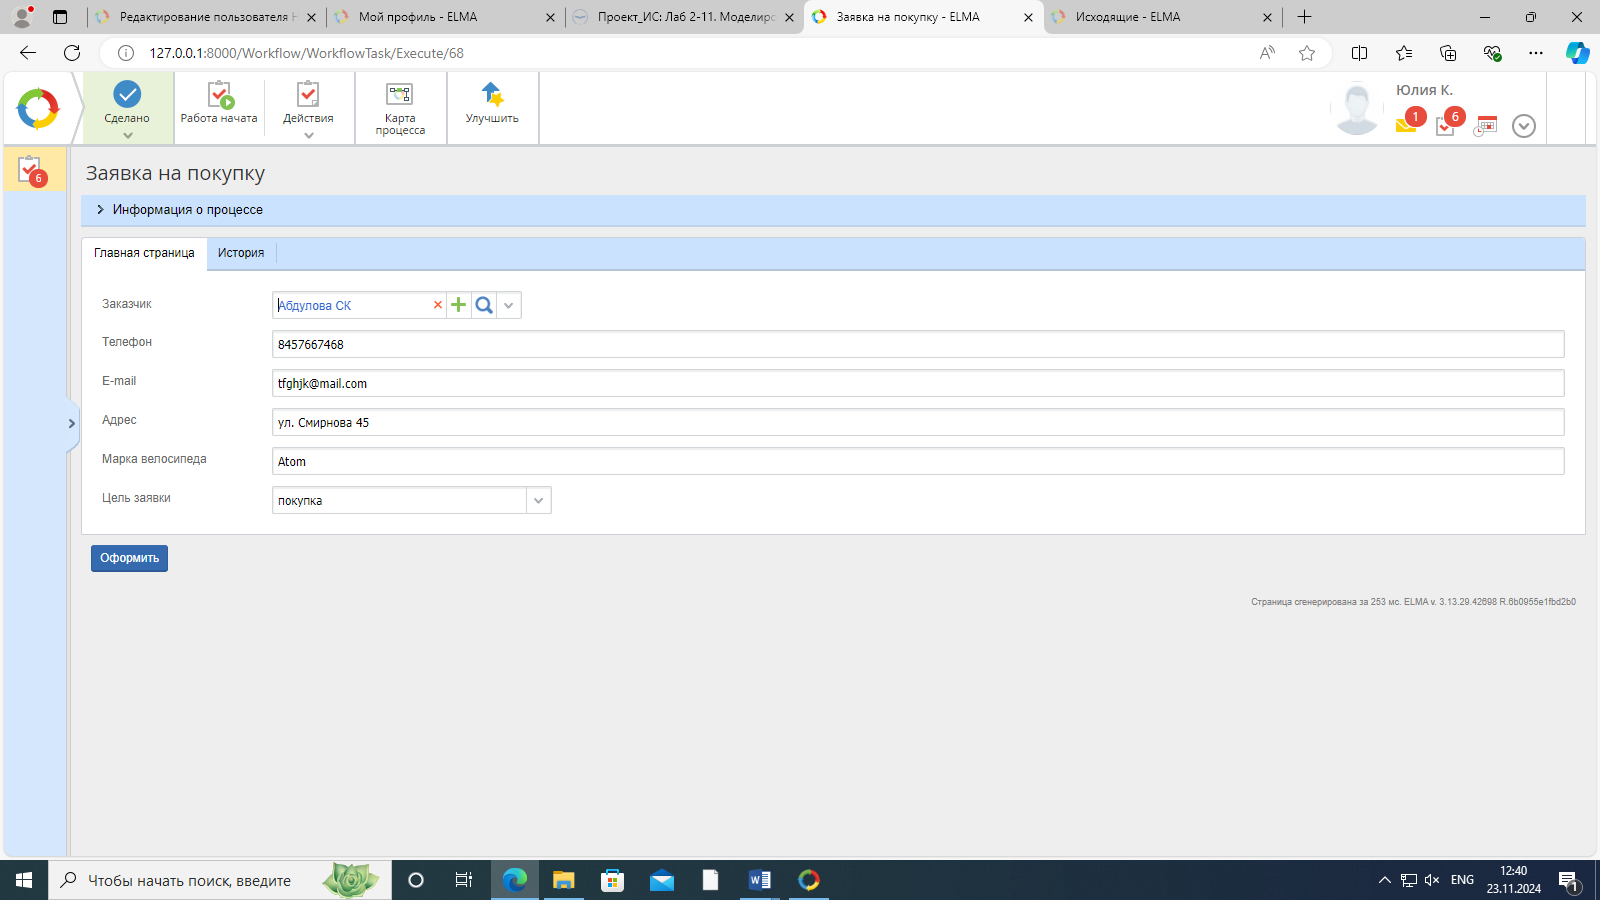 Редактирование пользователя Н
Мой профиль - ELMA
Проект_ИС: Лаб 2-11. Моделиро
Заявка на покупку - ELMA
Исходящие - ELMA
127.0.0.1:8000/Workflow/WorkflowTask/Execute/68
Сделано
Работа начата
Действия
Карта процесса
Улучшить
Юлия К.
1
6
6
Заявка на покупку
Информация о процессе
Главная страница
История
Заказчик
Абдулова СК
Телефон
8457667468
E-mail
tfghjk@mail.com
Адрес
ул. Смирнова 45
Марка велосипеда
Atom
Цель заявки
покупка
Оформить
Страница сгенерирована за 253 мс. ELMA v. 3.13.29.42698 R.6b0955e1fbd2b0
Чтобы начать поиск, введите
ENG
12:40
23.11.2024
1